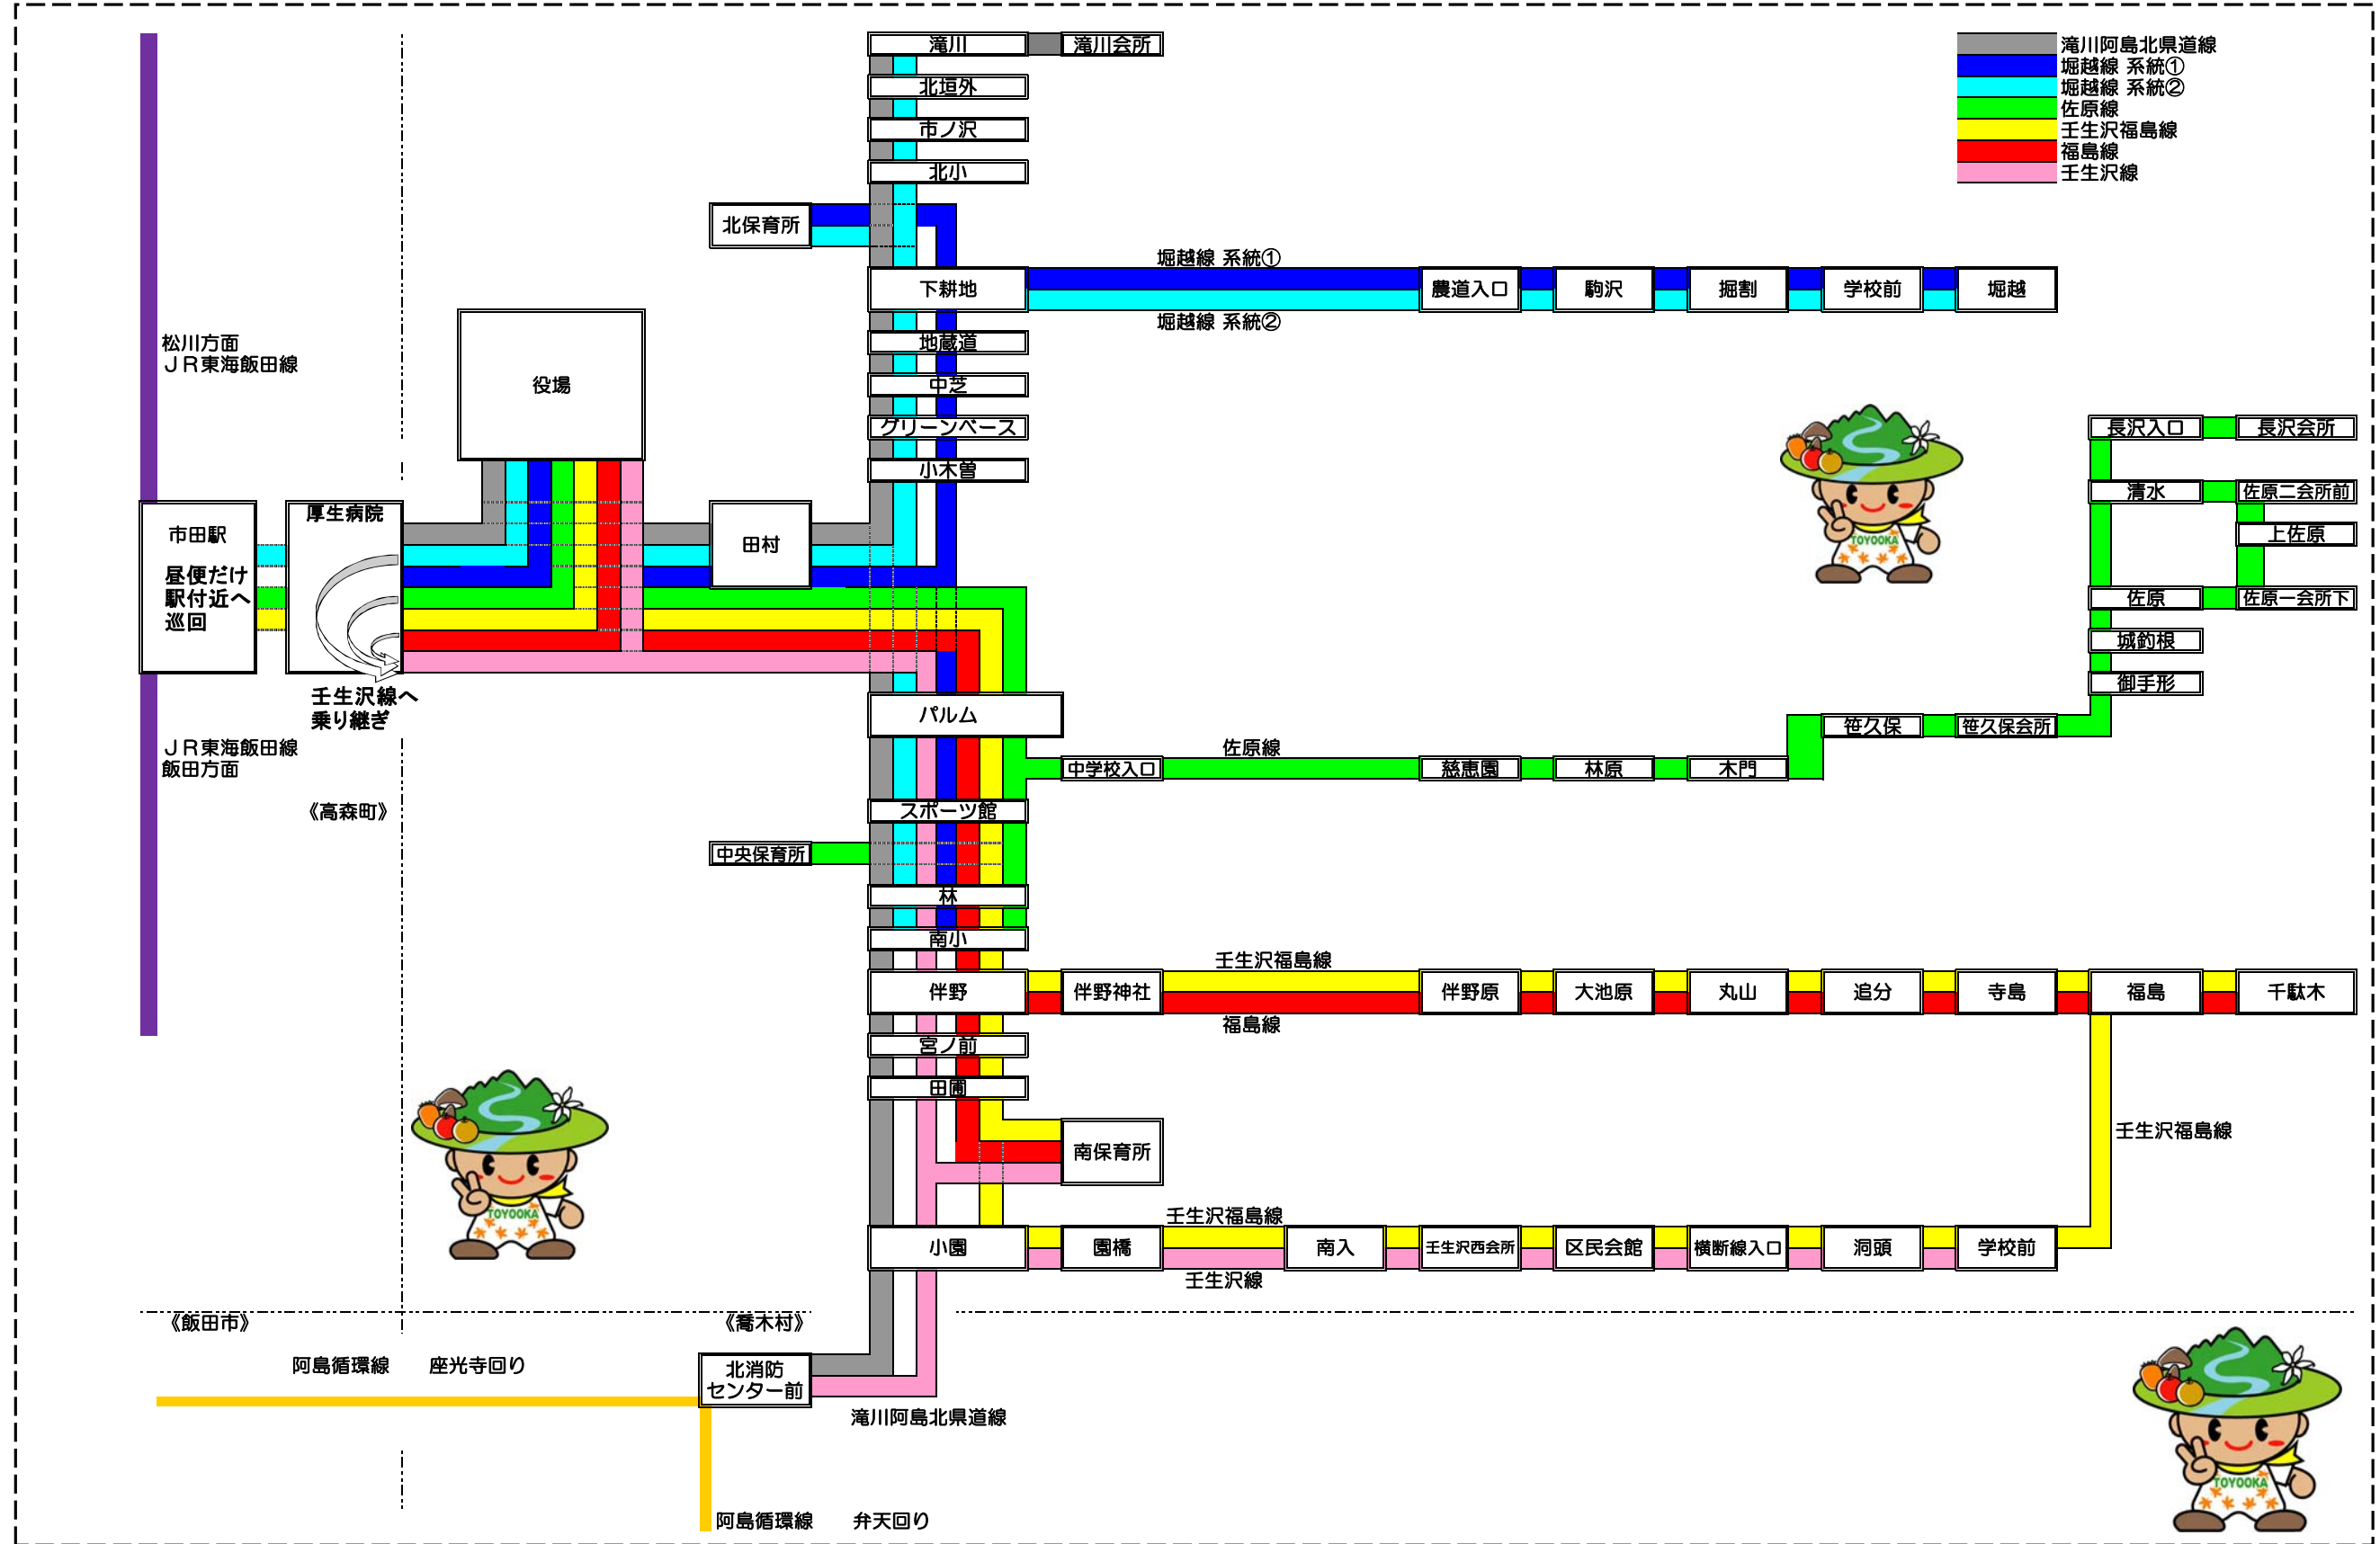 滝川
滝川会所
滝川阿島北県道線
堀越線 系統①
堀越線 系統②
佐原線
壬生沢福島線
福島線
壬生沢線
北垣外
市ノ沢
北小
北保育所
堀越線 系統①
下耕地
農道入口
駒沢
掘割
学校前
堀越
堀越線 系統②
松川方面
JR東海飯田線
地蔵道
役場
中芝
グリーンベース
小木曽
長沢入口
長沢会所
清水
佐原二会所前
上佐原
佐原
佐原一会所下
城釣根
御手形
TOYOOKA
市田駅
昼便だけ
駅付近へ
巡回
厚生病院
田村
壬生沢線へ
乗り継ぎ
パルム
笹久保
笹久保会所
JR東海飯田線
飯田方面
佐原線
中学校入口
慈恵園
林原
木門
《高森町》
スポーツ館
中央保育所
林
南小
壬生沢福島線
伴野
伴野神社
伴野原
大池原
丸山
追分
寺島
福島
千駄木
福島線
宮ノ前
田圃
壬生沢福島線
南保育所
TOYOOKA
壬生沢福島線
小園
園橋
南入
壬生沢西会所
区民会館
横断線入口
洞頭
学校前
壬生沢線
《飯田市》
《喬木村》
阿島循環線 座光寺回り
北消防
センター前
滝川阿島北県道線
TOYOOKA
阿島循環線 弁天回り